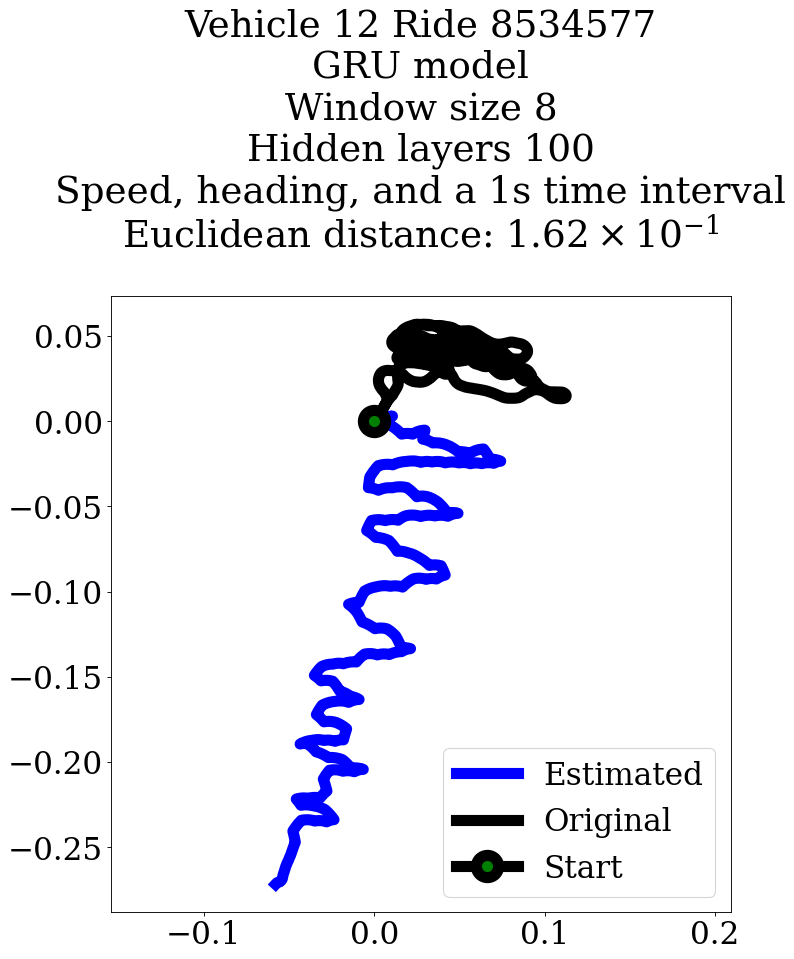 Vehicle 12 Ride 8534577
GRU model
Window size 8
Hidden layers 100
Speed, heading, and a 1s time interval
Euclidean distance: 1.62 × 10⁻¹
0.05
0.00
−0.05
−0.10
−0.15
−0.20
−0.25
Estimated
Original
Start
−0.1
0.0
0.1
0.2